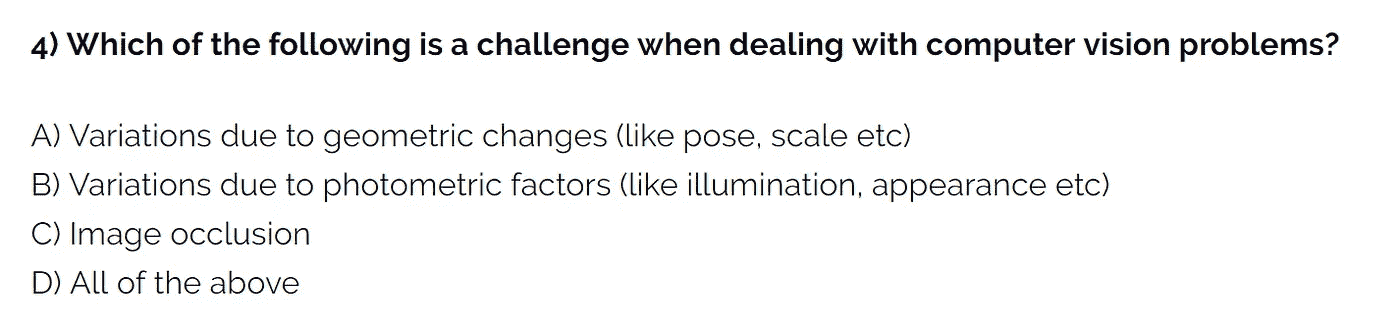 4) Which of the following is a challenge when dealing with computer vision problems?
A) Variations due to geometric changes (like pose, scale etc)
B) Variations due to photometric factors (like illumination, appearance etc)
C) Image occlusion
D) All of the above